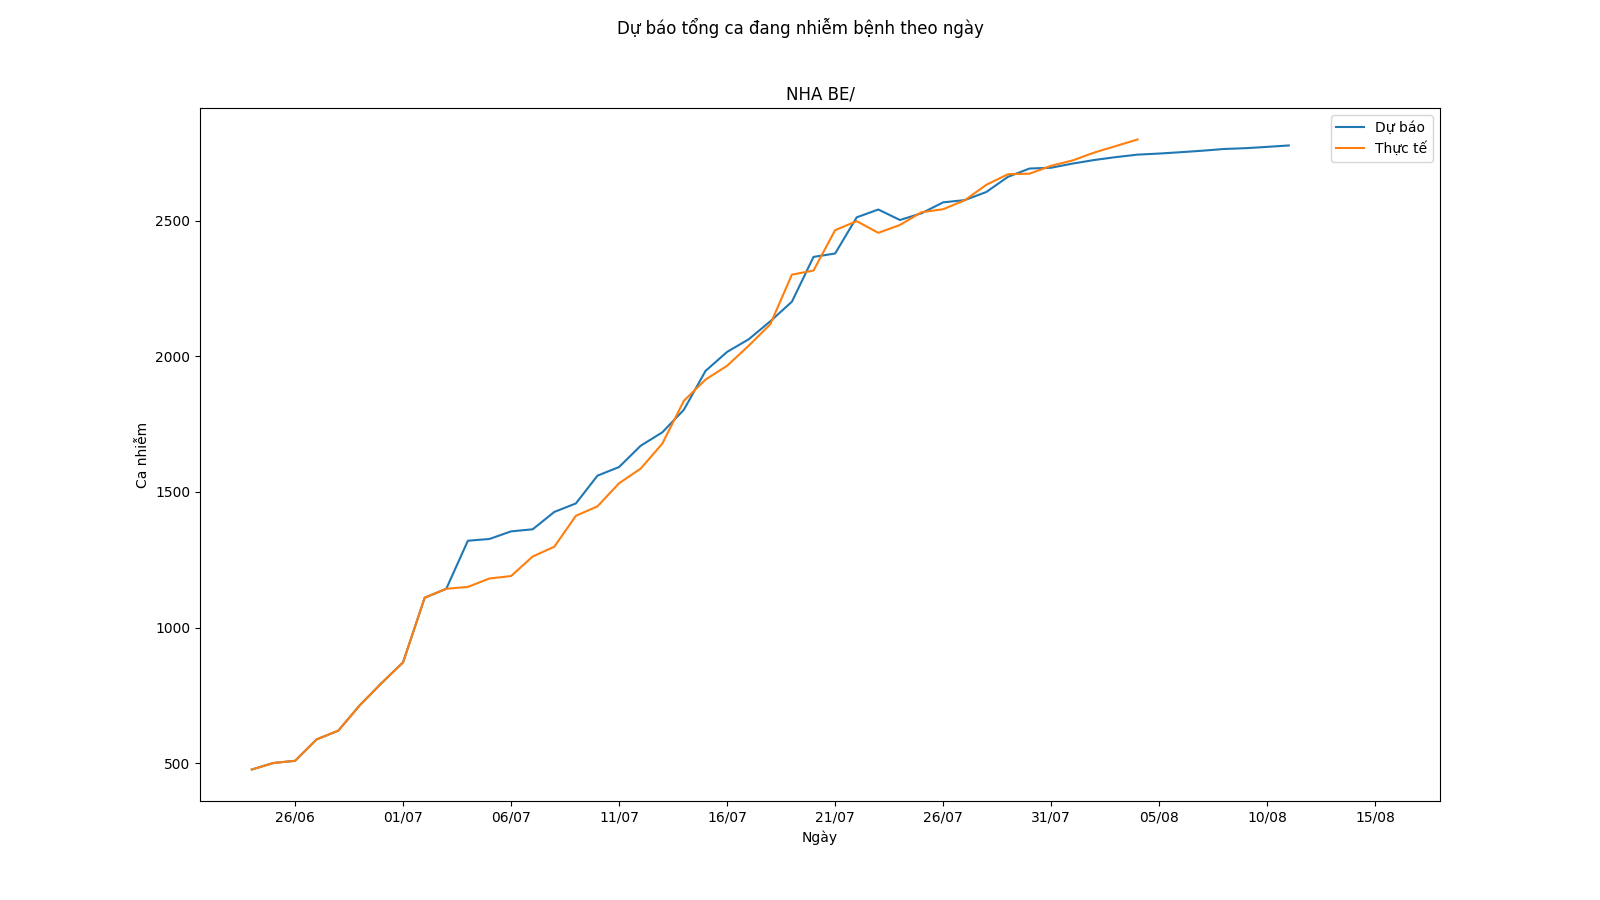 Dự báo tổng ca đang nhiễm bệnh theo ngày
NHA BE/
Dự báo
Thực tế
Ca nhiễm
2500
2000
1500
1000
500
26/06 01/07 06/07 11/07 16/07 21/07 26/07 31/07 05/08 10/08 15/08
Ngày